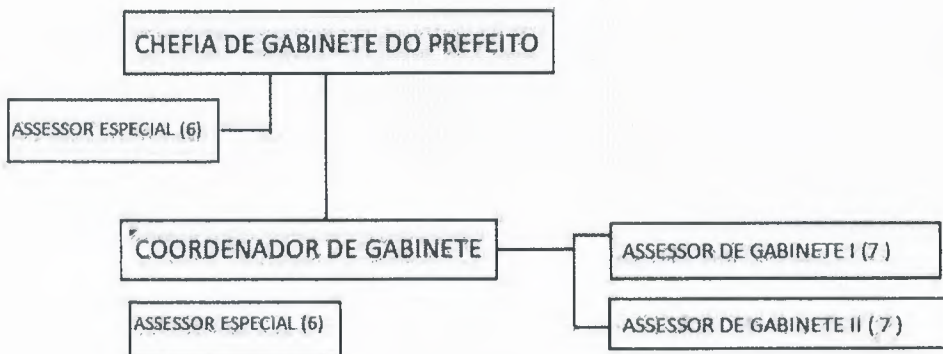 CHEFIA DE GABINETE DO PREFEITO
ASSESSOR ESPECIAL (6)
COORDENADOR DE GABINETE
ASSESSOR DE GABINETE I (7 )
ASSESSOR ESPECIAL (6)
ASSESSOR DE GABINETE II ( 7 )